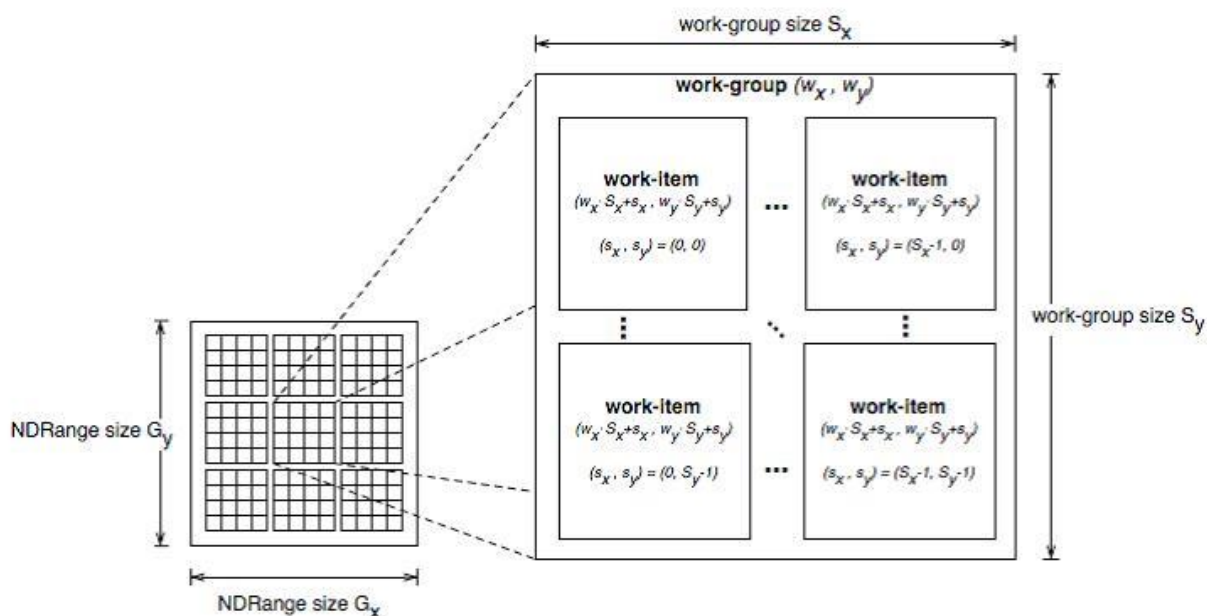 work-group size Sx
work-group (wx , wy)
work-item
(wx· Sx+sx , wy· Sy+sy)
(sx , sy) = (0, 0)
...
work-item
(wx· Sx+sx , wy· Sy+sy)
(sx , sy) = (Sx-1, 0)
work-group size Sy
work-item
(wx· Sx+sx , wy· Sy+sy)
(sx , sy) = (0, Sy-1)
...
work-item
(wx· Sx+sx , wy· Sy+sy)
(sx , sy) = (Sx-1, Sy-1)
NDRange size Gy
NDRange size Gx